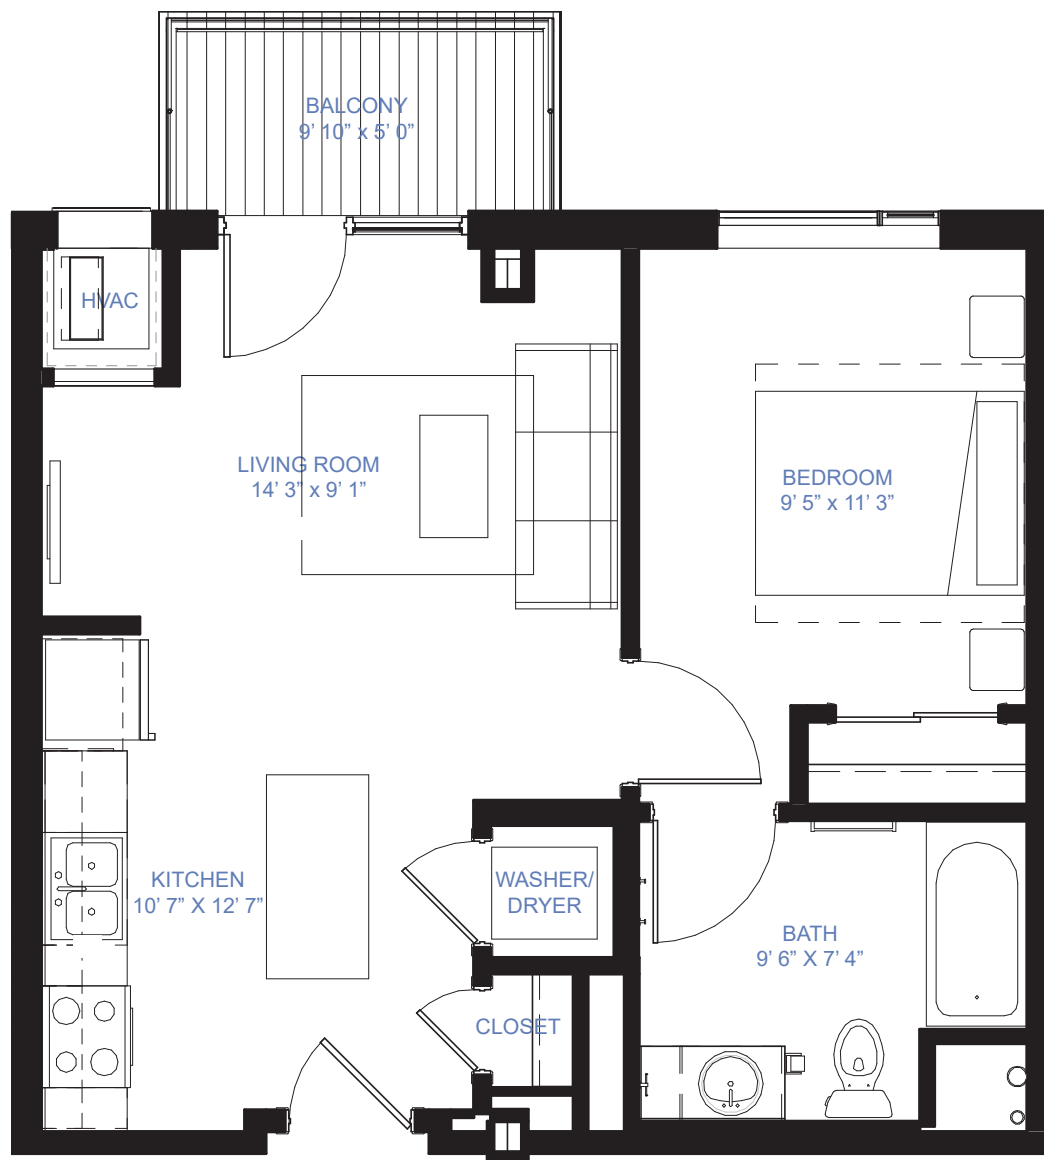 BALCONY
9’ 10” x 5’ 0”
HVAC
LIVING ROOM
14’ 3” x 9’ 1”
BEDROOM
9’ 5” x 11’ 3”
KITCHEN
10’ 7” X 12’ 7”
WASHER/
DRYER
BATH
9’ 6” X 7’ 4”
CLOSET